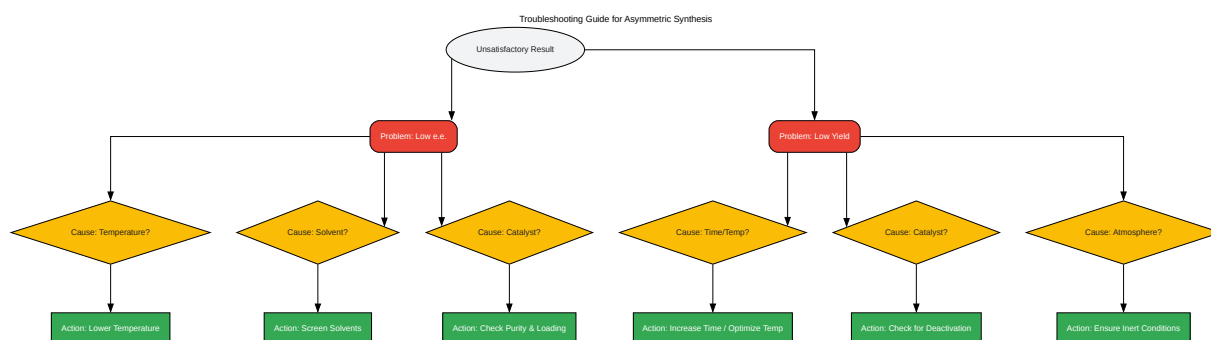 Troubleshooting Guide for Asymmetric Synthesis
Unsatisfactory Result
Problem: Low e.e.
Problem: Low Yield
Cause: Temperature?
Cause: Solvent?
Cause: Catalyst?
Cause: Time/Temp?
Cause: Catalyst?
Cause: Atmosphere?
Action: Lower Temperature
Action: Screen Solvents
Action: Check Purity & Loading
Action: Increase Time / Optimize Temp
Action: Check for Deactivation
Action: Ensure Inert Conditions